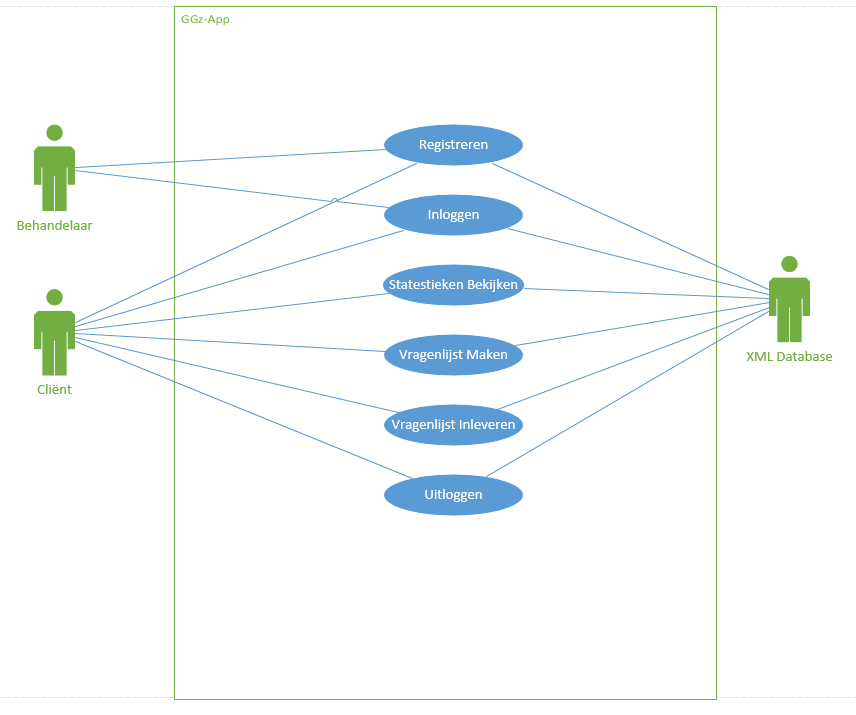 GGz-App
Registreren
Behandelaar
Inloggen
Statestieken Bekijken
Vragenlijst Maken
XML Database
Cliënt
Vragenlijst Inleveren
Uitloggen